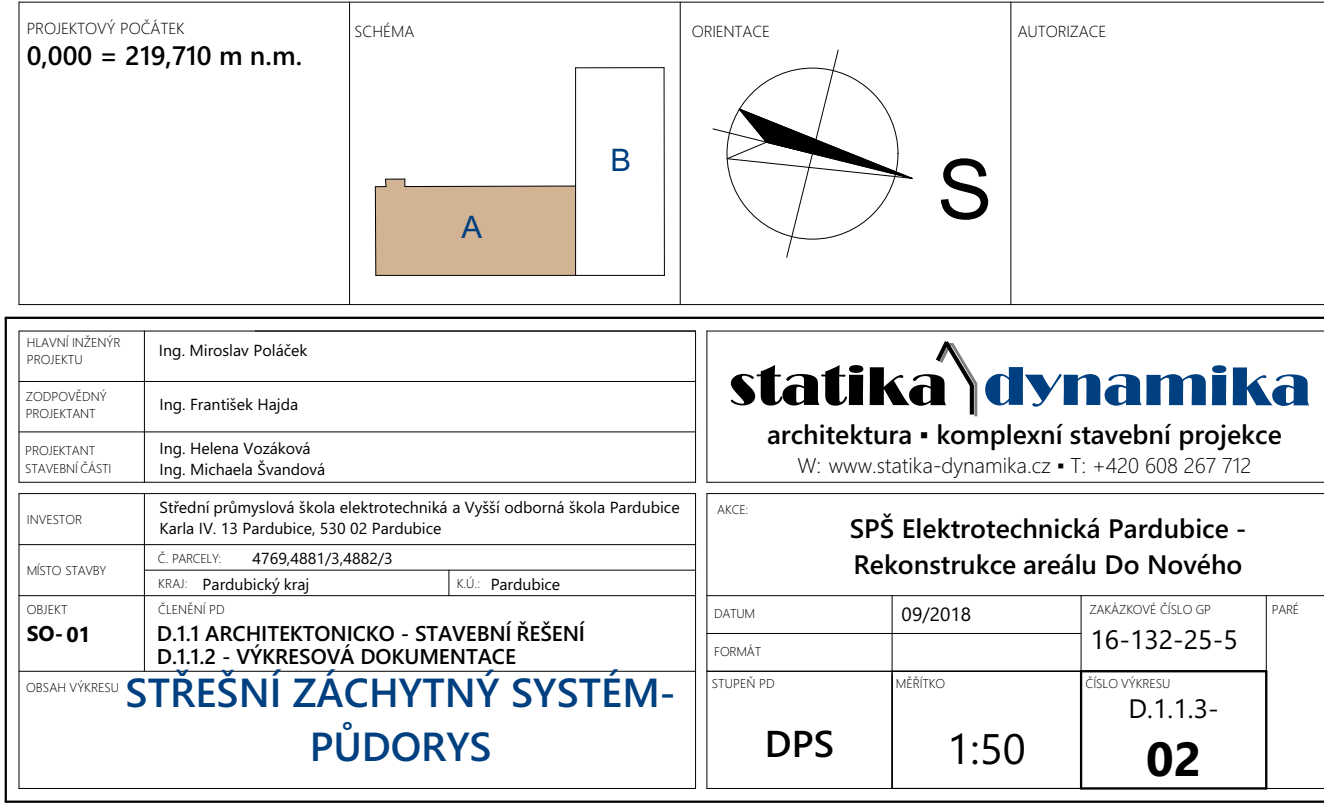 PROJEKTOVÝ POČÁTEK
0,000 = 219,710 m n.m.
SCHÉMA
A
B
ORIENTACE
S
AUTORIZACE
HLAVNÍ INŽENÝR
PROJEKTU
Ing. Miroslav Poláček
ZODPOVĚDNÝ
PROJEKTANT
Ing. František Hajda
PROJEKTANT
STAVEBNÍ ČÁSTI
Ing. Helena Vozáková
Ing. Michaela Švandová
statika dynamika
architektura ▪ komplexní stavební projekce
W: www.statika-dynamika.cz ▪ T: +420 608 267 712
INVESTOR
Střední průmyslová škola elektrotechniká a Vyšší odborná škola Pardubice
Karla IV. 13 Pardubice, 530 02 Pardubice
MÍSTO STAVBY
Č. PARCELY: 4769,4881/3,4882/3
KRAJ: Pardubický kraj
K.Ú.: Pardubice
OBJEKT
SO-01
ČLENĚNÍ PD
D.1.1 ARCHITEKTONICKO - STAVEBNÍ ŘEŠENÍ
D.1.1.2 - VÝKRESOVÁ DOKUMENTACE
OBSAH VÝKRESU
STŘEŠNÍ ZÁCHYTNÝ SYSTÉM-
PŮDORYS
AKCE:
SPŠ Elektrotechnická Pardubice -
Rekonstrukce areálu Do Nového
DATUM
09/2018
FORMÁT
ZAKÁZKOVÉ ČÍSLO GP
16-132-25-5
PARÉ
STUPEŇ PD
DPS
MĚŘÍTKO
1:50
ČÍSLO VÝKRESU
D.1.1.3-
02